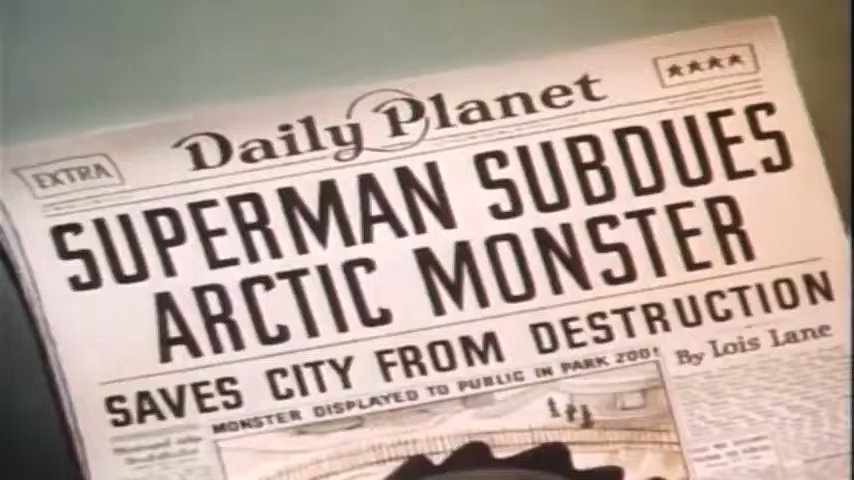 EXTRA
Daily Planet
★★★★
SUPERMAN SUBDUES
ARCTIC MONSTER
SAVES CITY FROM DESTRUCTION
MONSTER DISPLAYED TO PUBLIC IN PARK ZOO!
By Lois Lane